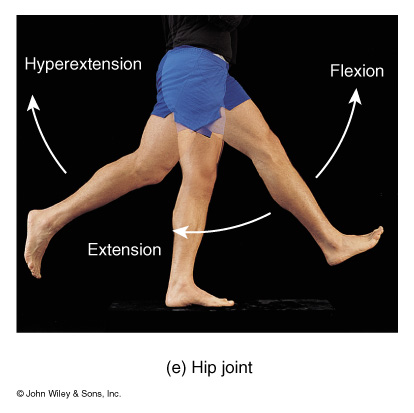 Hyperextension
Flexion
Extension
(e) Hip joint
© John Wiley & Sons, Inc.